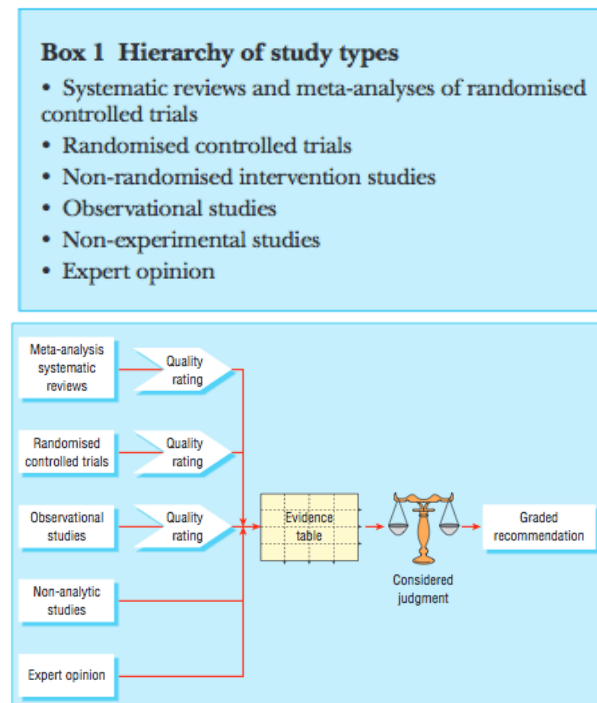 Box 1 Hierarchy of study types
• Systematic reviews and meta-analyses of randomised
controlled trials
• Randomised controlled trials
• Non-randomised intervention studies
• Observational studies
• Non-experimental studies
• Expert opinion
Meta-analysis
systematic
reviews
Quality
rating
Randomised
controlled trials
Quality
rating
Observational
studies
Quality
rating
Evidence
table
Considered
judgment
Graded
recommendation
Non-analytic
studies
Expert opinion